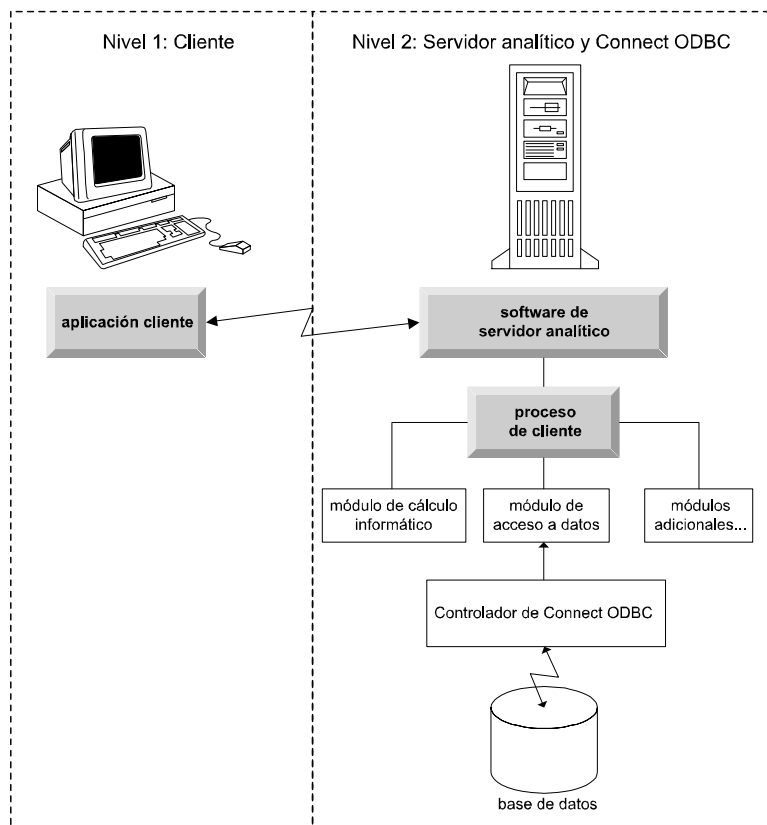 Nivel 1: Cliente
Nivel 2: Servidor analítico y Connect ODBC
aplicación cliente
software de
servidor analítico
proceso
de cliente
módulo de cálculo
informático
módulo de
acceso a datos
módulos
adicionales...
Controlador de Connect ODBC
base de datos